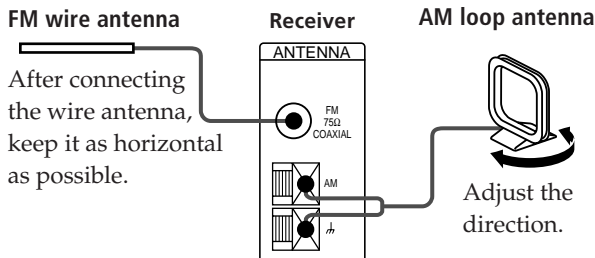 FM wire antenna
After connecting
the wire antenna,
keep it as horizontal
as possible.
Receiver
ANTENNA
FM
75Ω
COAXIAL
AM
AM loop antenna
Adjust the
direction.